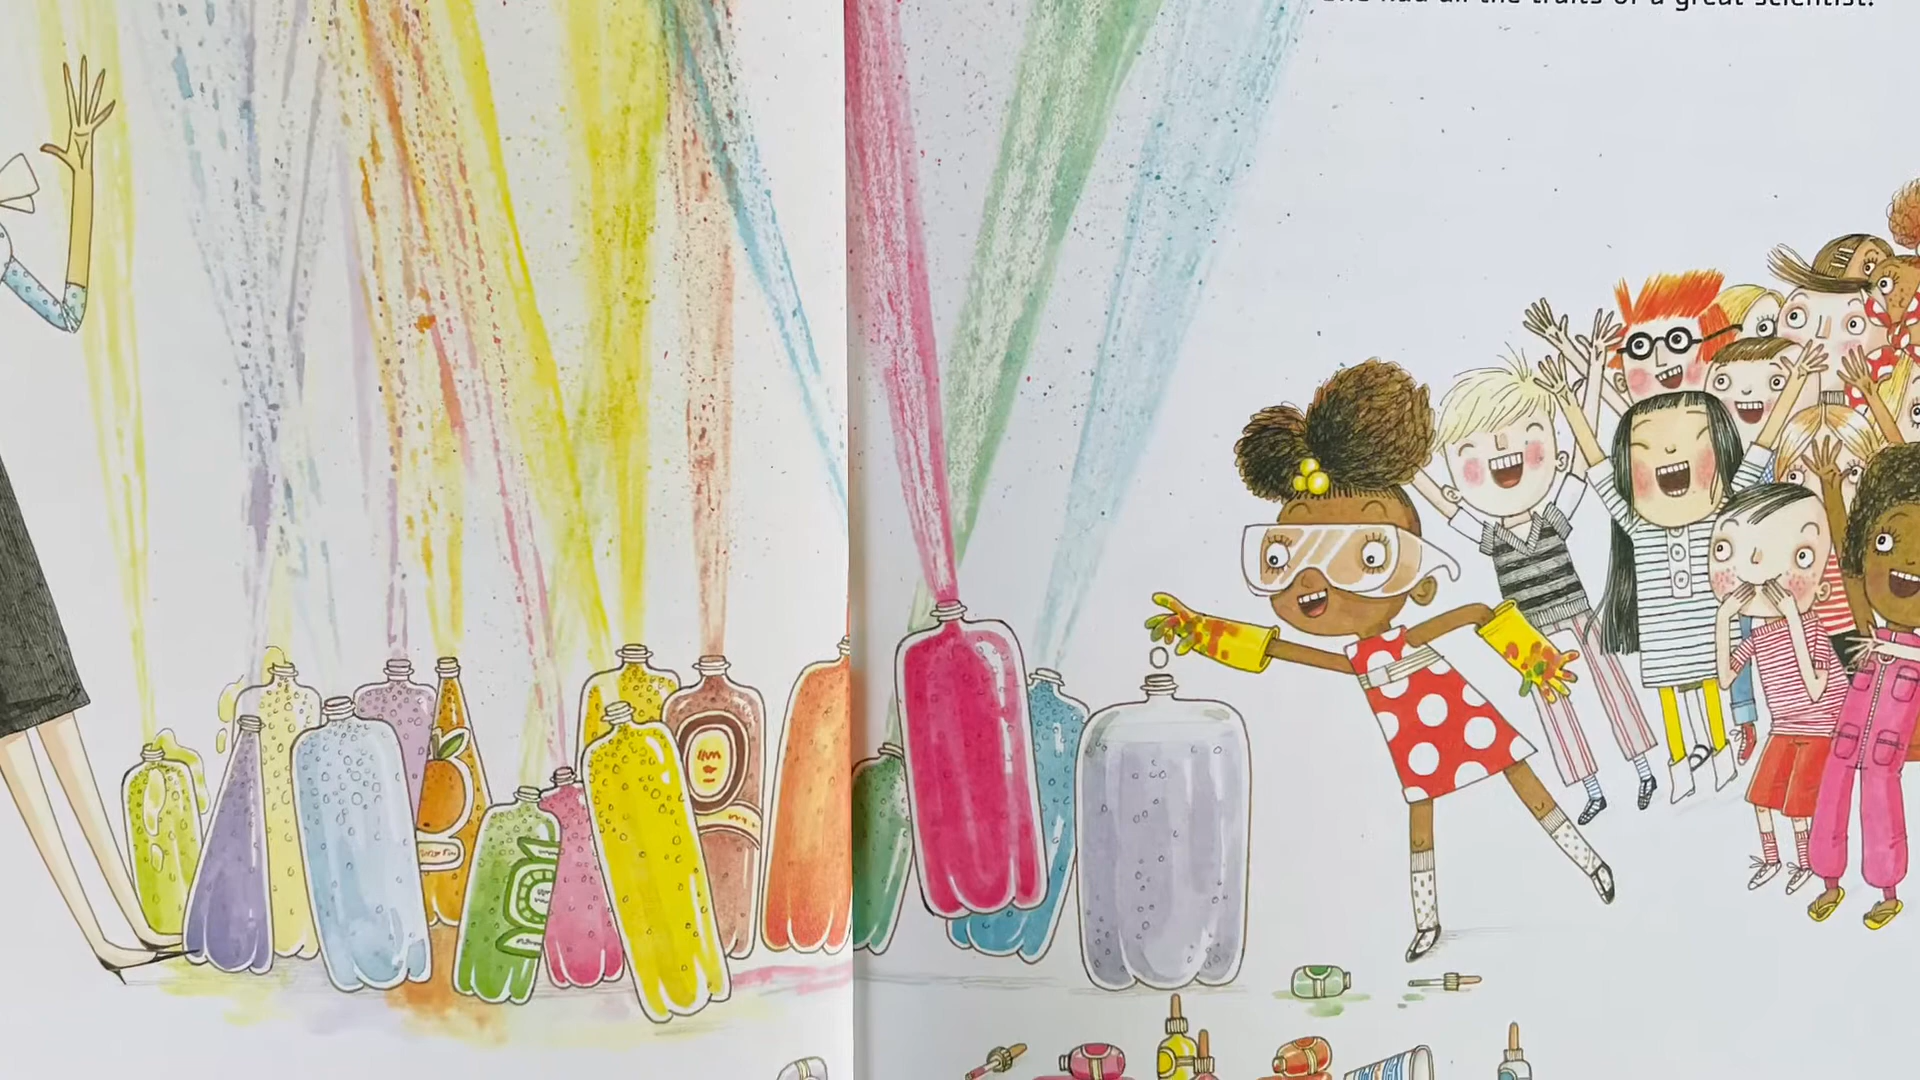 She had all the traits of a great scientist.